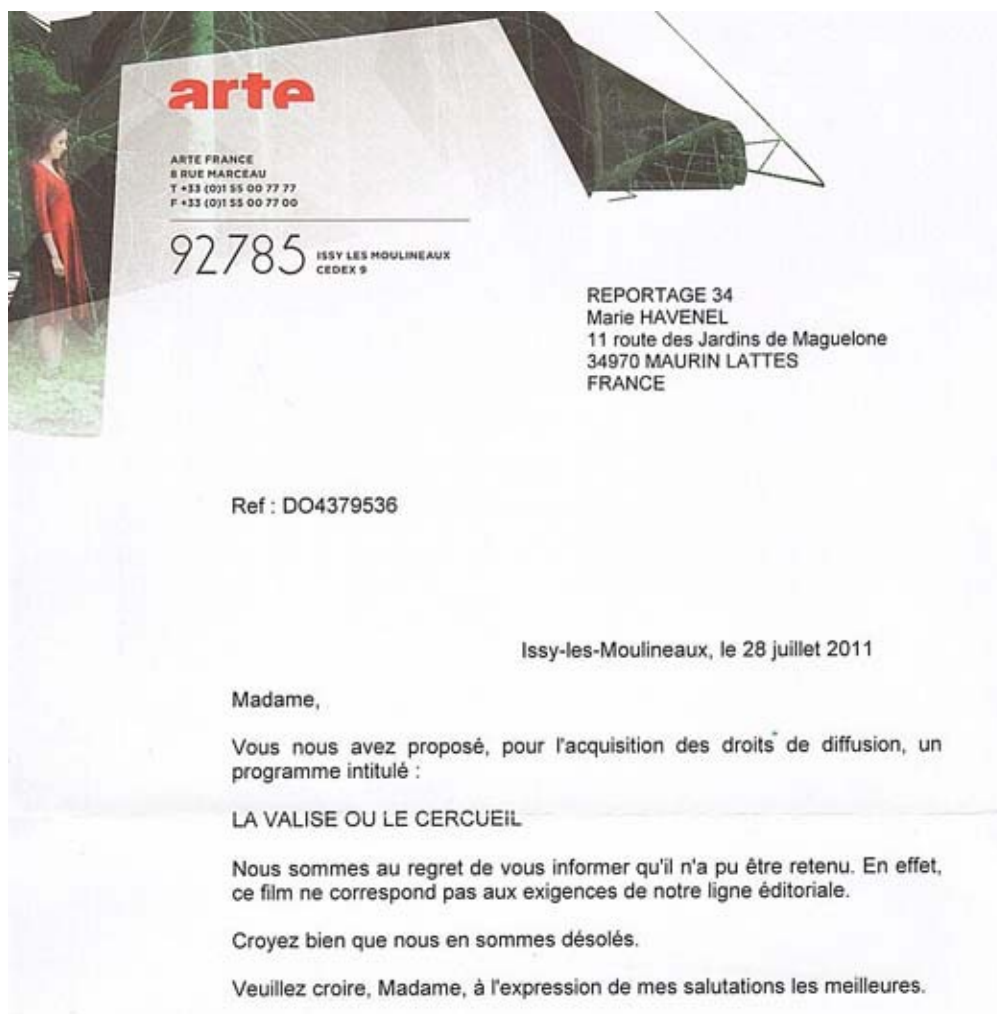 arte
ARTE FRANCE
8 RUE MARCEAU
T +33 (0)1 55 00 77 77
F +33 (0)1 55 00 77 00
92785 ISSY LES MOULINEAUX
CEDEX 9
REPORTAGE 34
Marie HAVENEL
11 route des Jardins de Maguelone
34970 MAURIN LATTES
FRANCE
Ref : DO4379536
Issy-les-Moulineaux, le 28 juillet 2011
Madame,
Vous nous avez proposé, pour l'acquisition des droits de diffusion, un
programme intitulé :
LA VALISE OU LE CERCUEIL
Nous sommes au regret de vous informer qu'il n'a pu être retenu. En effet,
ce film ne correspond pas aux exigences de notre ligne éditoriale.
Croyez bien que nous en sommes désolés.
Veuillez croire, Madame, à l'expression de mes salutations les meilleures.